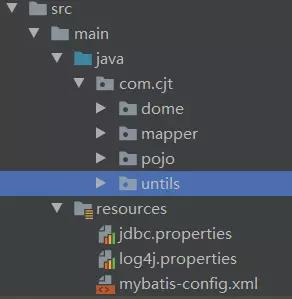 src
main
java
com.cjt
dome
mapper
pojo
untils
resources
jdbc.properties
log4j.properties
mybatis-config.xml